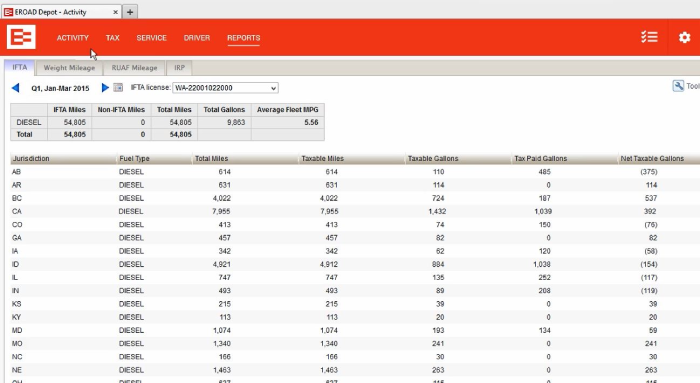 EROAD Depot - Activity × +
ACTIVITY TAX SERVICE DRIVER REPORTS
IFTA Weight Mileage RUAF Mileage IRP
Q1, Jan-Mar 2015 IFTA license: WA-22001022000 Tool
IFTA Miles Non-IFTA Miles Total Miles Total Gallons Average Fleet MPG
DIESEL 54,805 0 54,805 9,863 5.56
Total 54,805 0 54,805
Jurisdiction Fuel Type Total Miles Taxable Miles Taxable Gallons Tax Paid Gallons Net Taxable Gallons
AB DIESEL 614 614 110 485 (375)
AR DIESEL 631 631 114 0 114
BC DIESEL 4,022 4,022 724 187 537
CA DIESEL 7,955 7,955 1,432 1,039 392
CO DIESEL 413 413 74 150 (76)
GA DIESEL 457 457 82 0 82
IA DIESEL 342 342 62 120 (58)
ID DIESEL 4,921 4,912 884 1,038 (154)
IL DIESEL 747 747 135 252 (117)
IN DIESEL 493 493 89 208 (119)
KS DIESEL 215 215 39 0 39
KY DIESEL 113 113 20 0 20
MD DIESEL 1,074 1,074 193 134 59
MO DIESEL 1,340 1,340 241 0 241
NC DIESEL 166 166 30 0 30
NE DIESEL 1,463 1,463 263 0 263
OH DIESEL 637 637 115 0 115